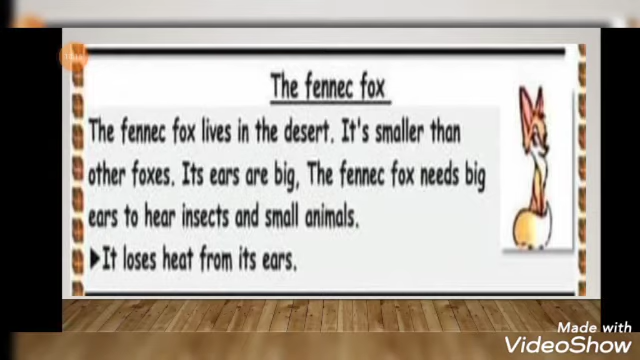 The fennec fox
The fennec fox lives in the desert. It's smaller than
other foxes. Its ears are big, The fennec fox needs big
ears to hear insects and small animals.
▶It loses heat from its ears.
Made with
VideoShow